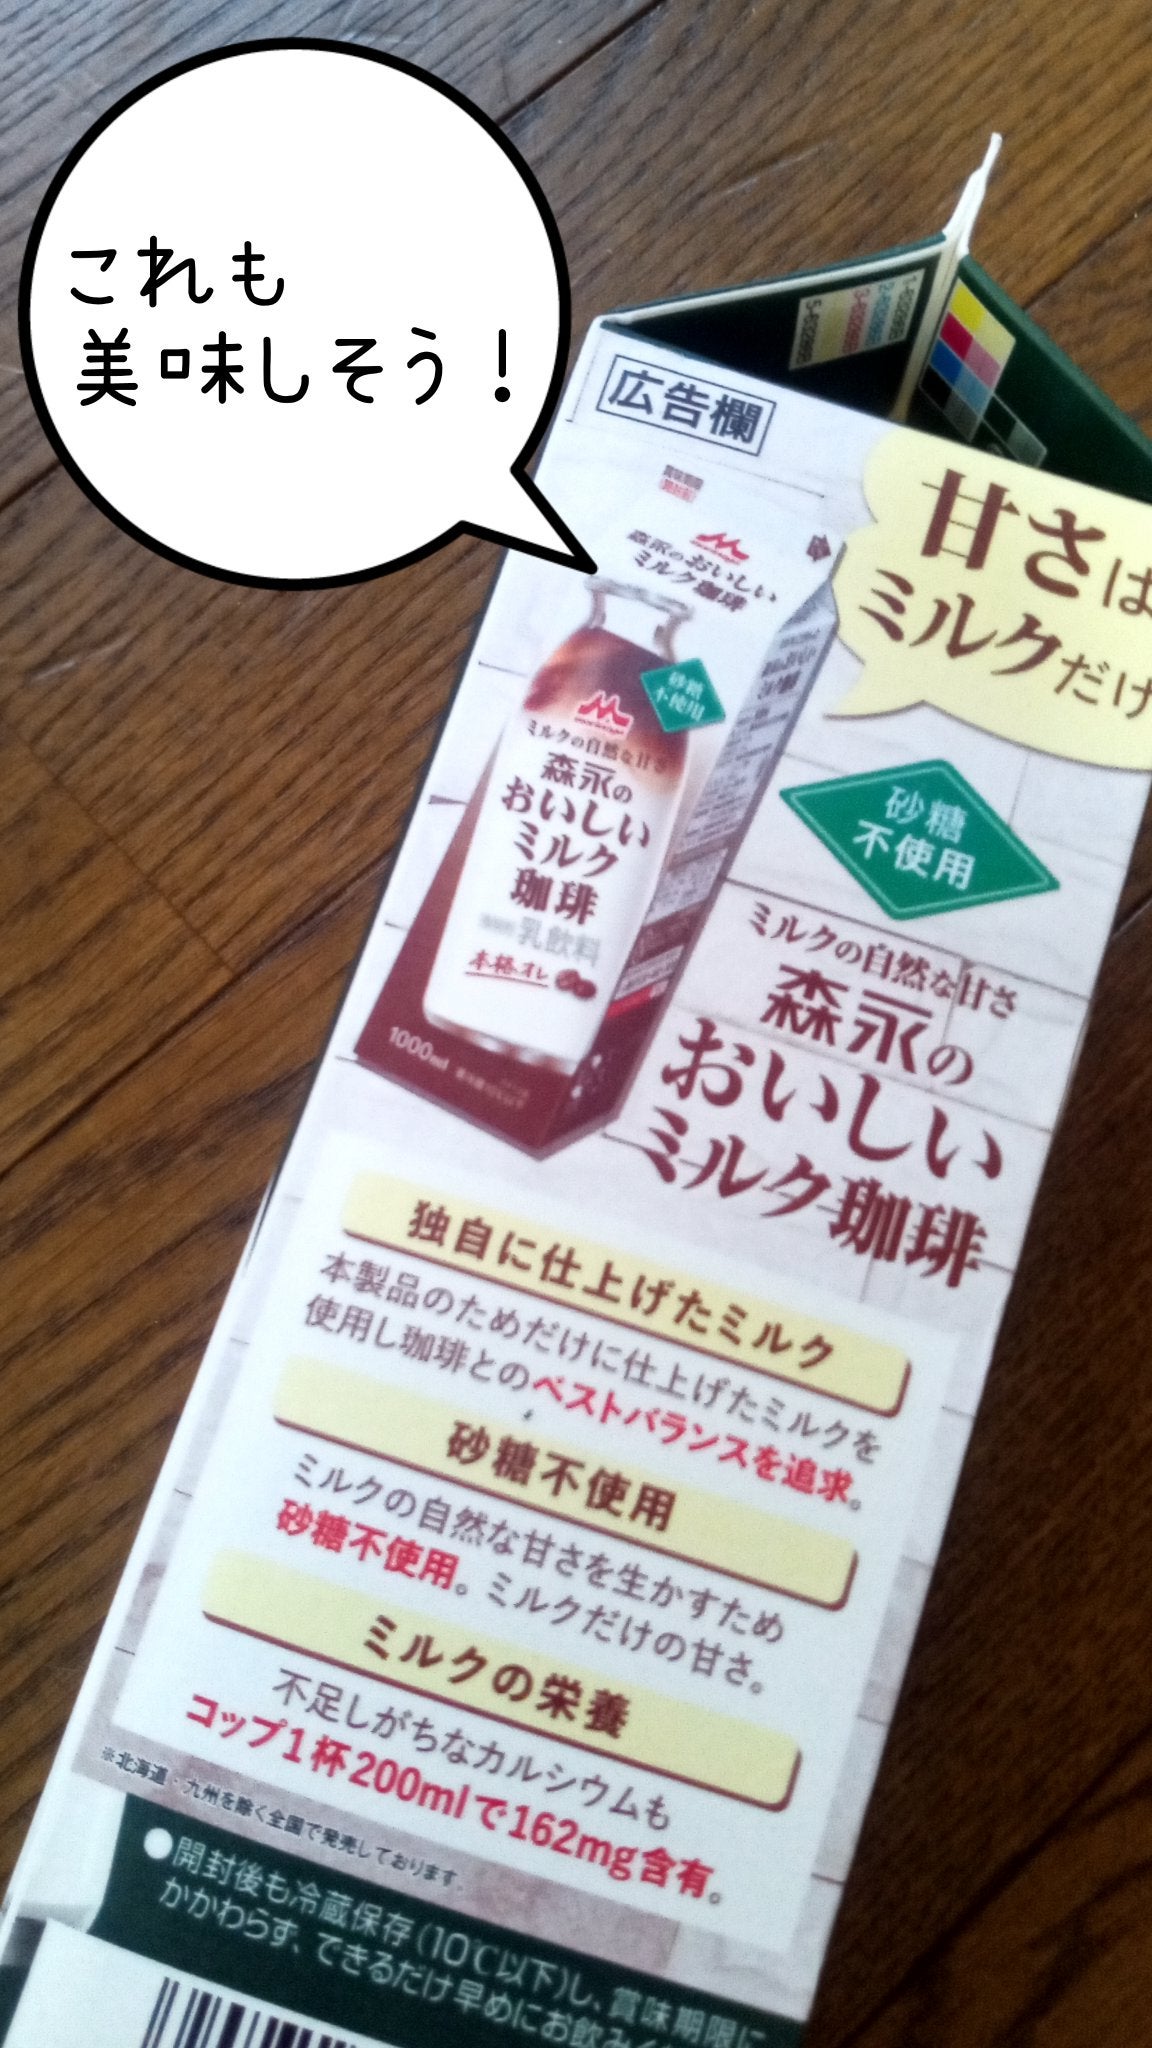 これも
美味しそう！
広告欄
甘さは
ミルクだけ
森永のおいしい
ミルク珈琲
砂糖
不使用
ミルクの自然な甘さ
森永の
おいしい
ミルク
珈琲
乳飲料
本格オレ
1000ml
砂糖
不使用
ミルクの自然な甘さ
森永の
おいしい
ミルク珈琲
独自に仕上げたミルク
本製品のためだけに仕上げたミルクを
使用し珈琲とのベストバランスを追求。
砂糖不使用
ミルクの自然な甘さを生かすため
砂糖不使用。ミルクだけの甘さ。
ミルクの栄養
不足しがちなカルシウムも
コップ1杯200mlで162mg含有。
※北海道・九州を除く全国で発売しております。
●開封後も冷蔵保存(10℃以下)し、賞味期限に
かかわらず、できるだけ早めにお飲み